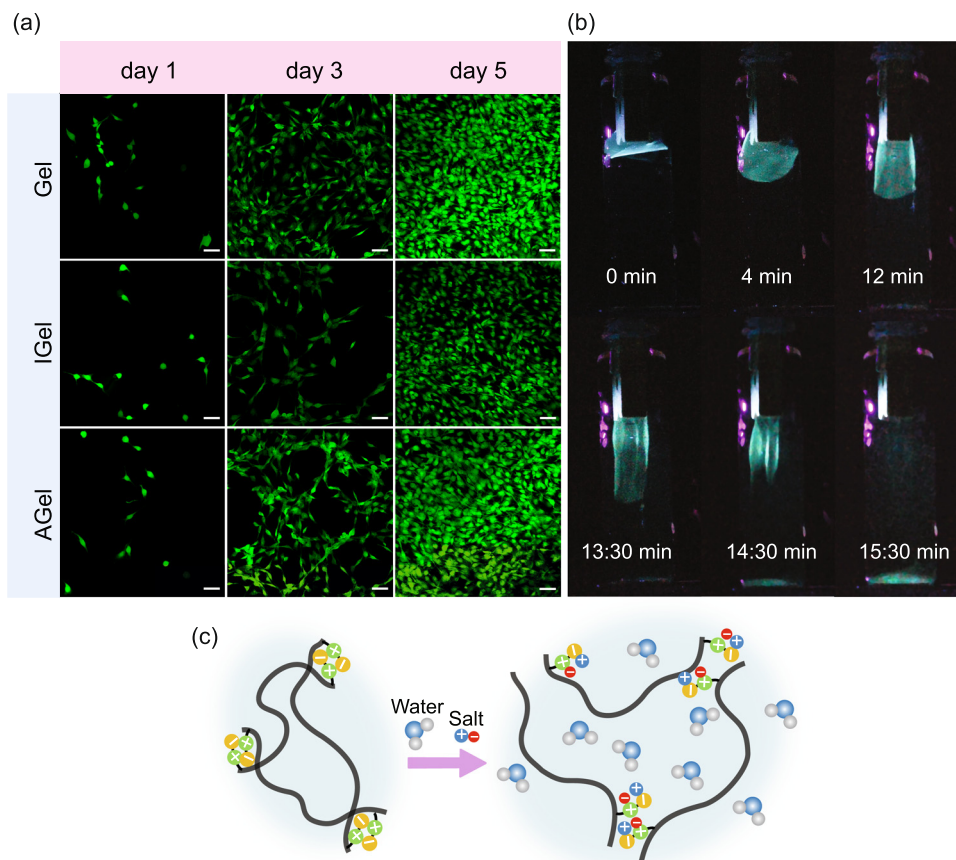 (a)
(b)
day 1
day 3
day 5
Gel
IGel
AGel
0 min
4 min
12 min
13:30 min
14:30 min
15:30 min
(c)
Water
Salt